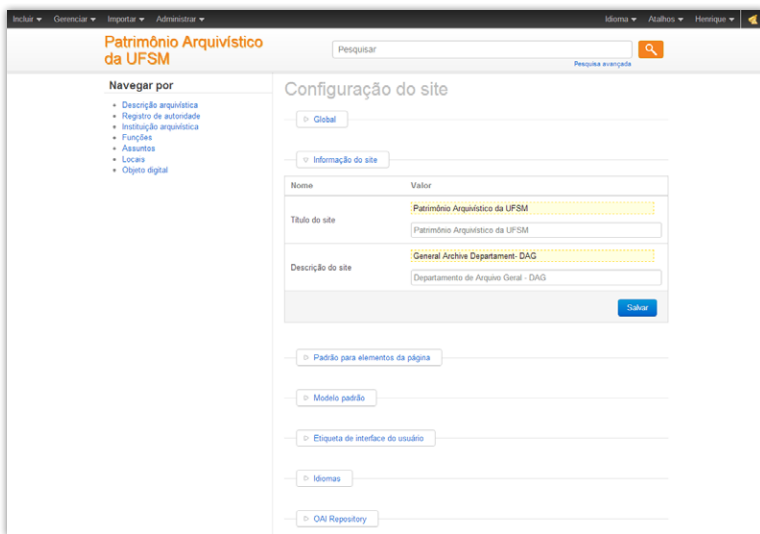 Incluir Gerenciar Importar Administrar Idioma Atalhos Henrique
Patrimônio Arquivístico
da UFSM
Pesquisar
Pesquisa avançada
Navegar por
Descrição arquivística
Registro de autoridade
Instituição arquivística
Funções
Assuntos
Locais
Objeto digital
Configuração do site
Global
Informação do site
Nome Valor
Título do site
Patrimônio Arquivístico da UFSM
Patrimônio Arquivístico da UFSM
Descrição do site
General Archive Departament- DAG
Departamento de Arquivo Geral - DAG
Salvar
Padrão para elementos da página
Modelo padrão
Etiqueta de interface do usuário
Idiomas
OAI Repository